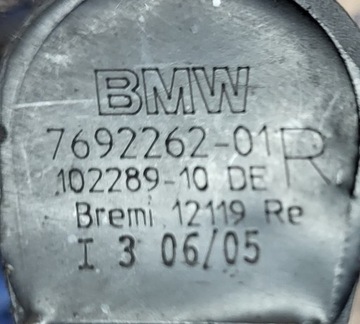 BMW
7692262-01 R
102289-10 DE
Bremi 12119 Re
I 3 06/05